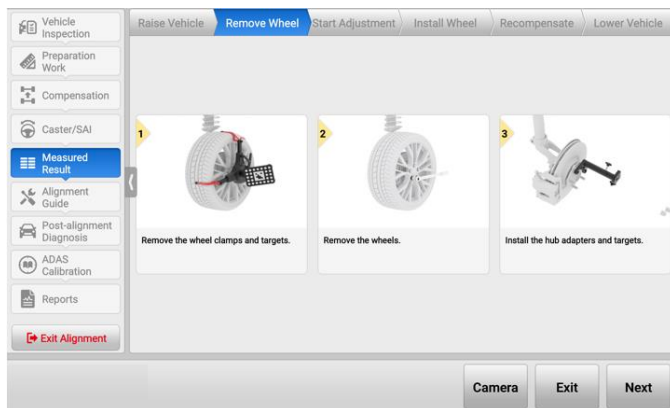 Vehicle
Inspection
Preparation
Work
Compensation
Caster/SAI
Measured
Result
Alignment
Guide
Post-alignment
Diagnosis
ADAS
Calibration
Reports
Exit Alignment
Raise Vehicle
Remove Wheel
Start Adjustment
Install Wheel
Recompensate
Lower Vehicle
1
Remove the wheel clamps and targets.
2
Remove the wheels.
3
Install the hub adapters and targets.
Camera
Exit
Next